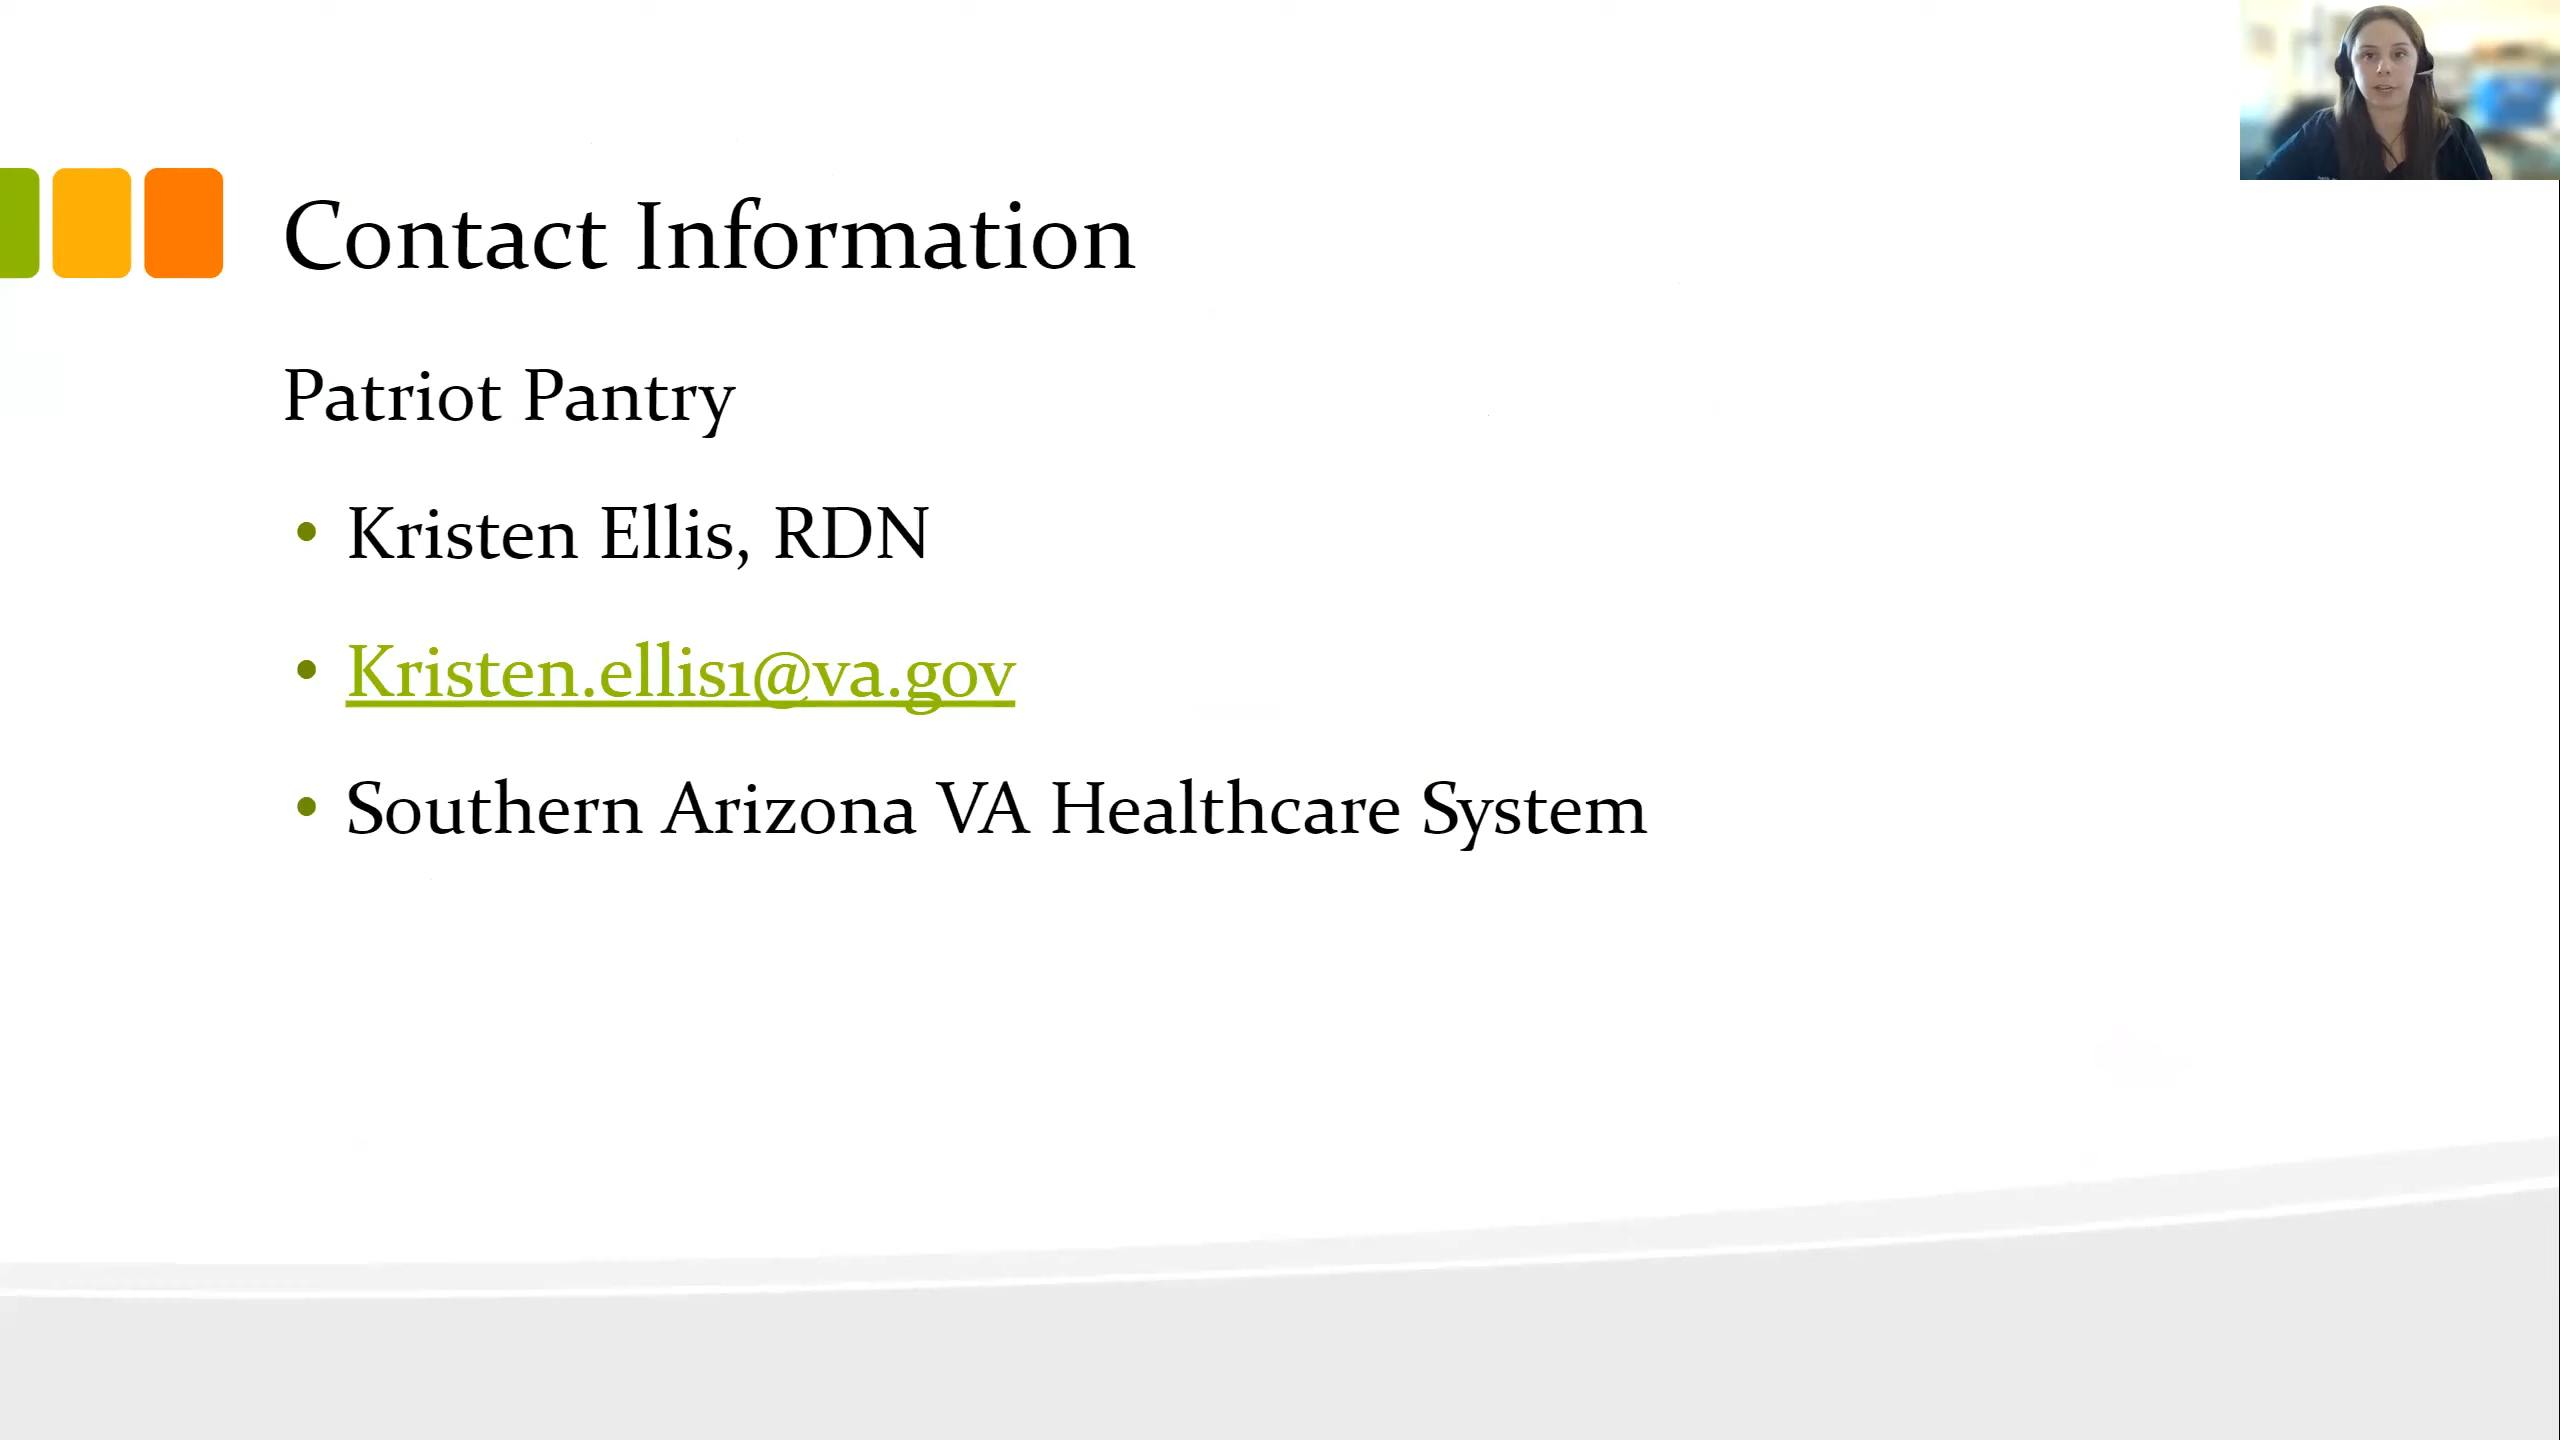 Contact Information
Patriot Pantry
• Kristen Ellis, RDN
• Kristen.ellis1@va.gov
• Southern Arizona VA Healthcare System